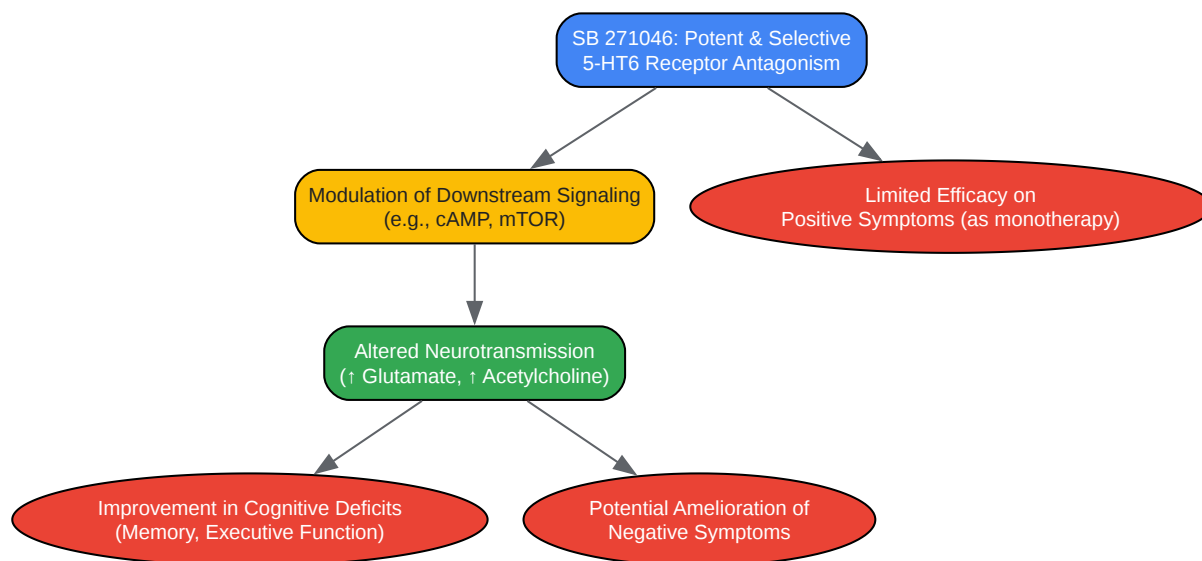 SB 271046: Potent & Selective
5-HT6 Receptor Antagonism
Modulation of Downstream Signaling
(e.g., cAMP, mTOR)
Limited Efficacy on
Positive Symptoms (as monotherapy)
Altered Neurotransmission
(↑ Glutamate, ↑ Acetylcholine)
Improvement in Cognitive Deficits
(Memory, Executive Function)
Potential Amelioration of
Negative Symptoms